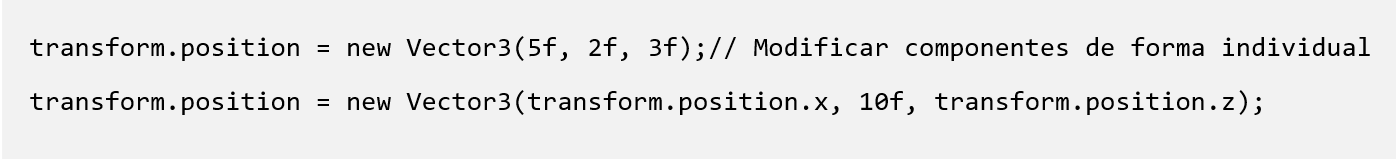 transform.position = new Vector3(5f, 2f, 3f);// Modificar componentes de forma individual
transform.position = new Vector3(transform.position.x, 10f, transform.position.z);